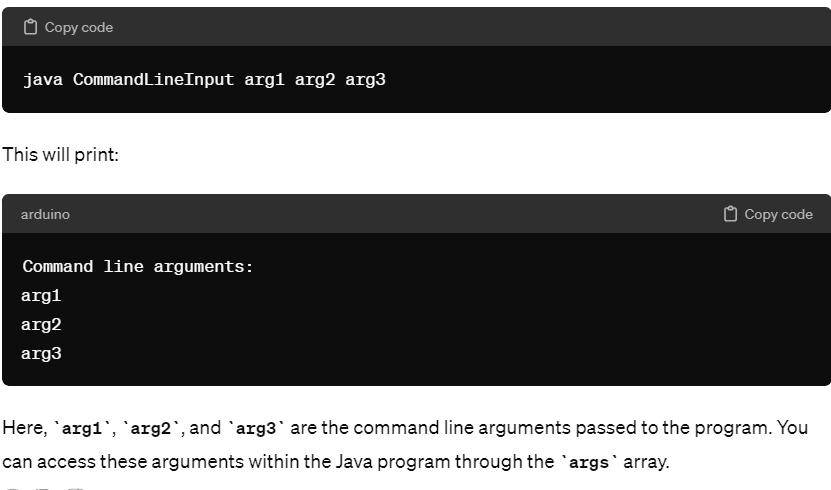 Copy code
java CommandLineInput arg1 arg2 arg3
This will print:
arduino Copy code
Command line arguments:
arg1
arg2
arg3
Here, `arg1`, `arg2`, and `arg3` are the command line arguments passed to the program. You
can access these arguments within the Java program through the `args` array.